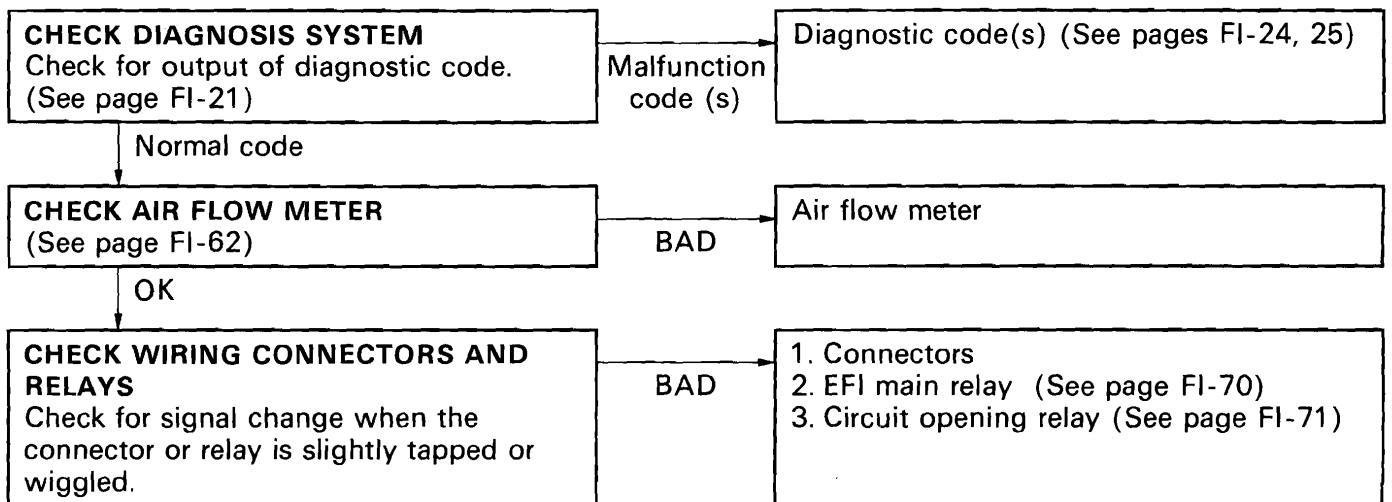 CHECK DIAGNOSIS SYSTEM
Check for output of diagnostic code.
(See page FI-21)
Malfunction
code (s)
Diagnostic code(s) (See pages FI-24, 25)
Normal code
CHECK AIR FLOW METER
(See page FI-62)
BAD
Air flow meter
OK
CHECK WIRING CONNECTORS AND
RELAYS
Check for signal change when the
connector or relay is slightly tapped or
wiggled.
BAD
1. Connectors
2. EFI main relay (See page FI-70)
3. Circuit opening relay (See page FI-71)